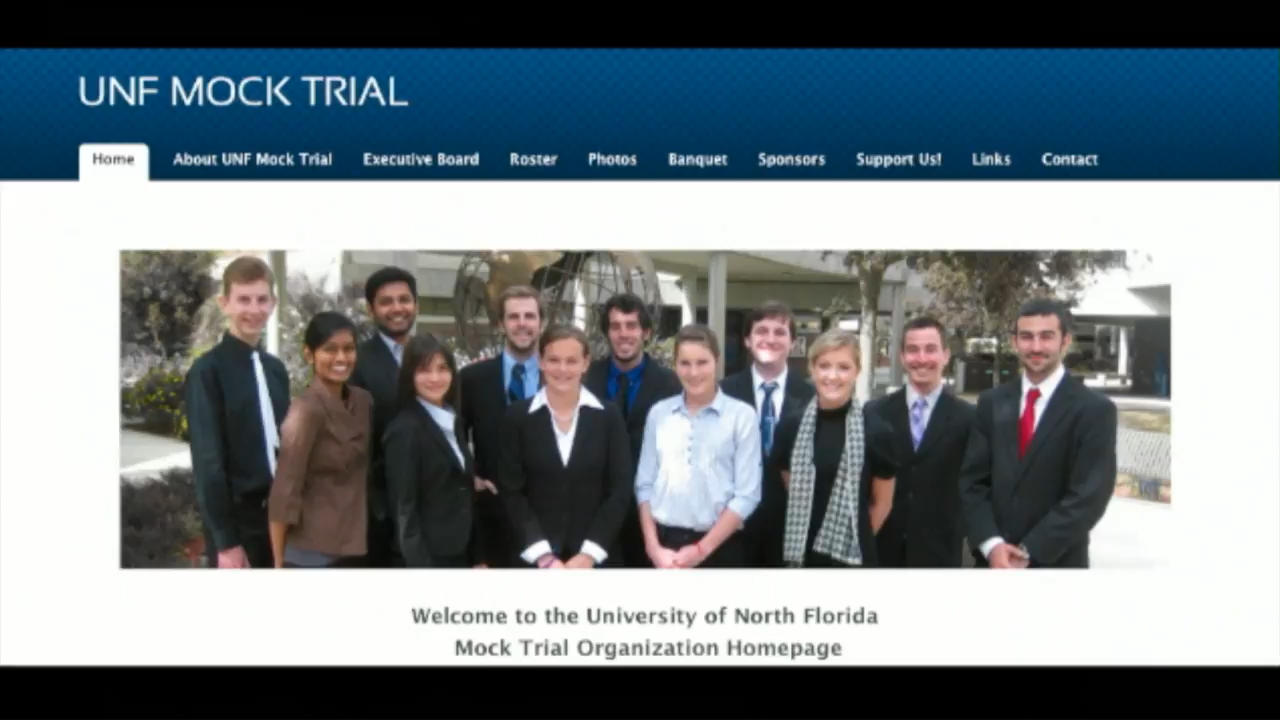 UNF MOCK TRIAL
Home About UNF Mock Trial Executive Board Roster Photos Banquet Sponsors Support Us! Links Contact
Welcome to the University of North Florida
Mock Trial Organization Homepage